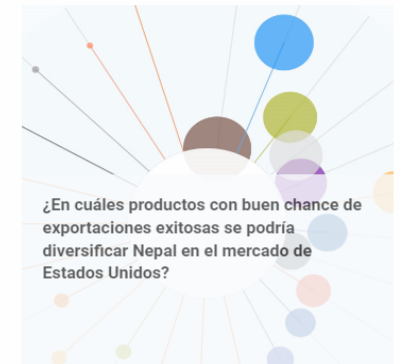 ¿En cuáles productos con buen chance de
exportaciones exitosas se podría
diversificar Nepal en el mercado de
Estados Unidos?